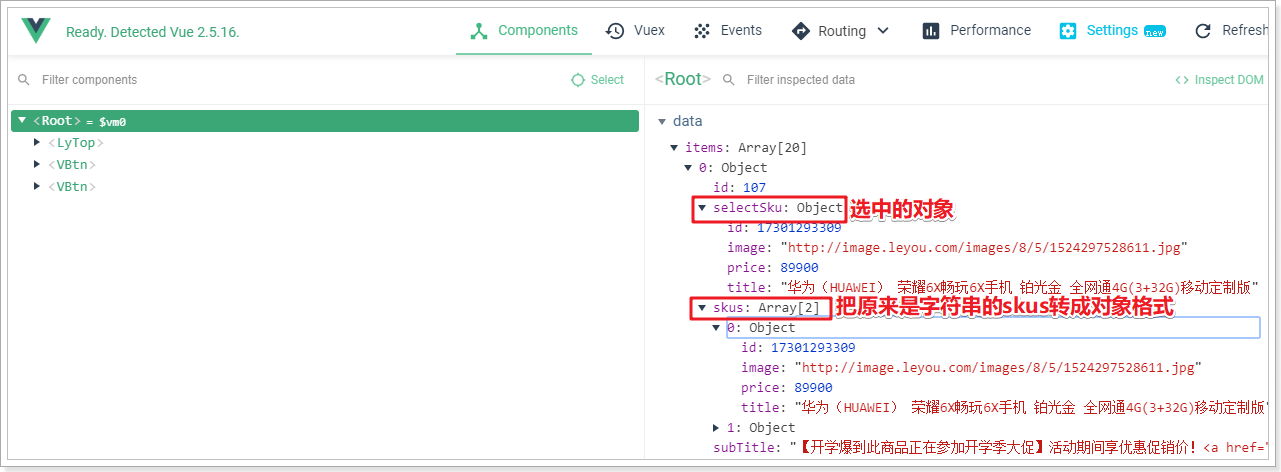 Ready. Detected Vue 2.5.16.
Components
Vuex
Events
Routing
Performance
Settings new
Refresh
Filter components
Select
<Root>
Filter inspected data
<> Inspect DOM
<Root> = $vm0
<LyTop>
<VBtn>
<VBtn>
data
items: Array[20]
0: Object
id: 107
selectSku: Object 选中的对象
id: 17301293309
image: "http://image.leyou.com/images/8/5/1524297528611.jpg"
price: 89900
title: "华为（HUAWEI） 荣耀6X畅玩6X手机 铂光金 全网通4G(3+32G)移动定制版"
skus: Array[2] 把原来是字符串的skus转成对象格式
0: Object
id: 17301293309
image: "http://image.leyou.com/images/8/5/1524297528611.jpg"
price: 89900
title: "华为（HUAWEI） 荣耀6X畅玩6X手机 铂光金 全网通4G(3+32G)移动定制版"
1: Object
subTitle: "【开学爆到此商品正在参加开学季大促】活动期间享优惠促销价！<a href="